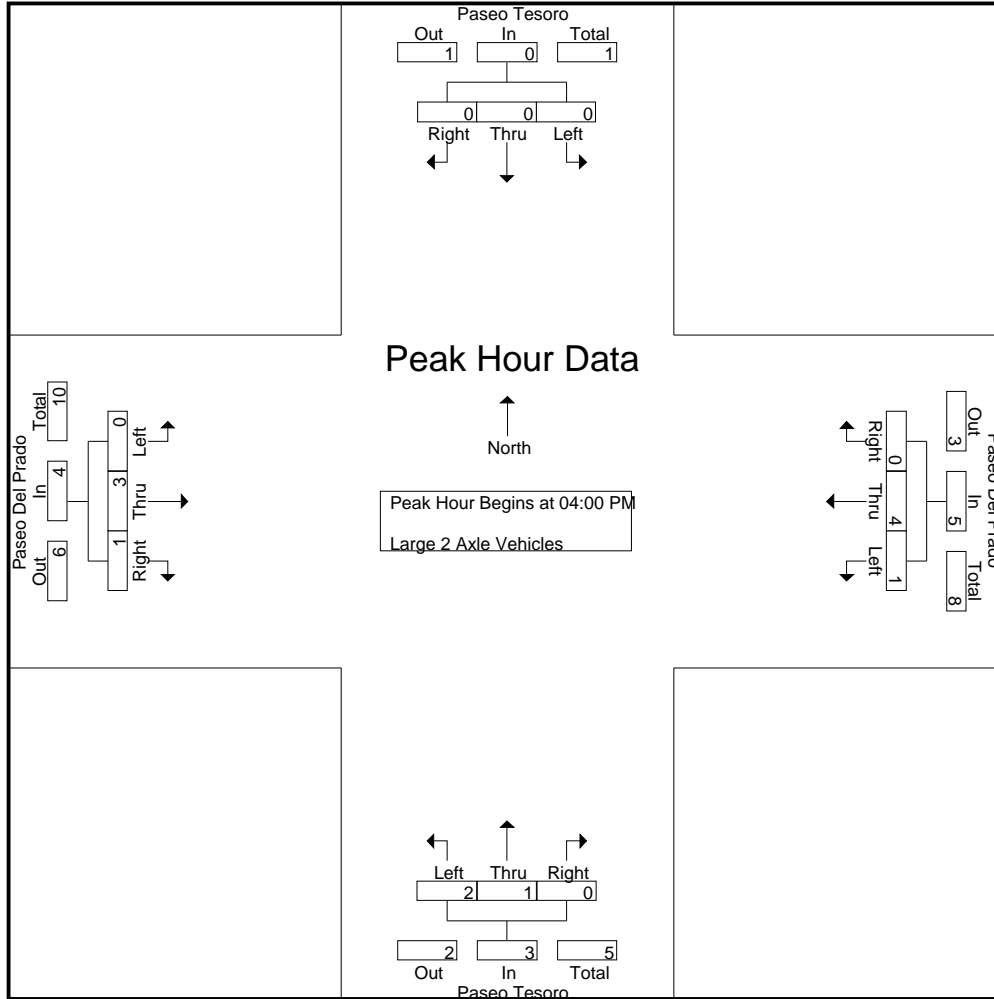 Paseo Tesoro
Out In Total
1 0 1
0 0 0
Right Thru Left
Peak Hour Data
North
Peak Hour Begins at 04:00 PM
Large 2 Axle Vehicles
Paseo Del Prado
Total In Out
10 4 6
0 3 1
Left Thru Right
Paseo Del Prado
Out In Total
3 5 8
0 4 1
Right Thru Left
Left Thru Right
2 1 0
2 3 5
Out In Total
Paseo Tesoro